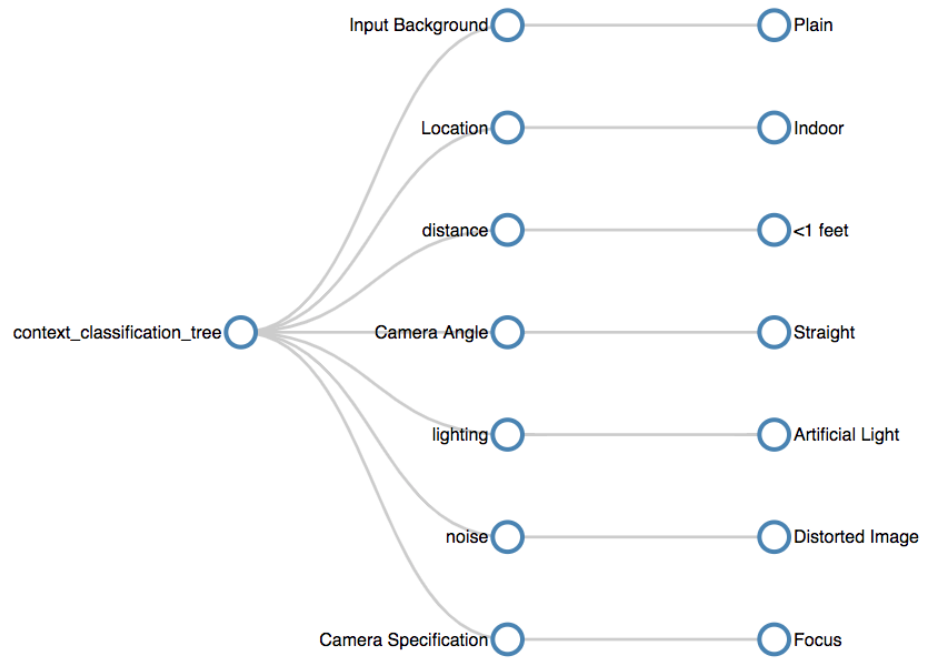 Input Background Plain
Location Indoor
distance <1 feet
context_classification_tree Camera Angle Straight
lighting Artificial Light
noise Distorted Image
Camera Specification Focus